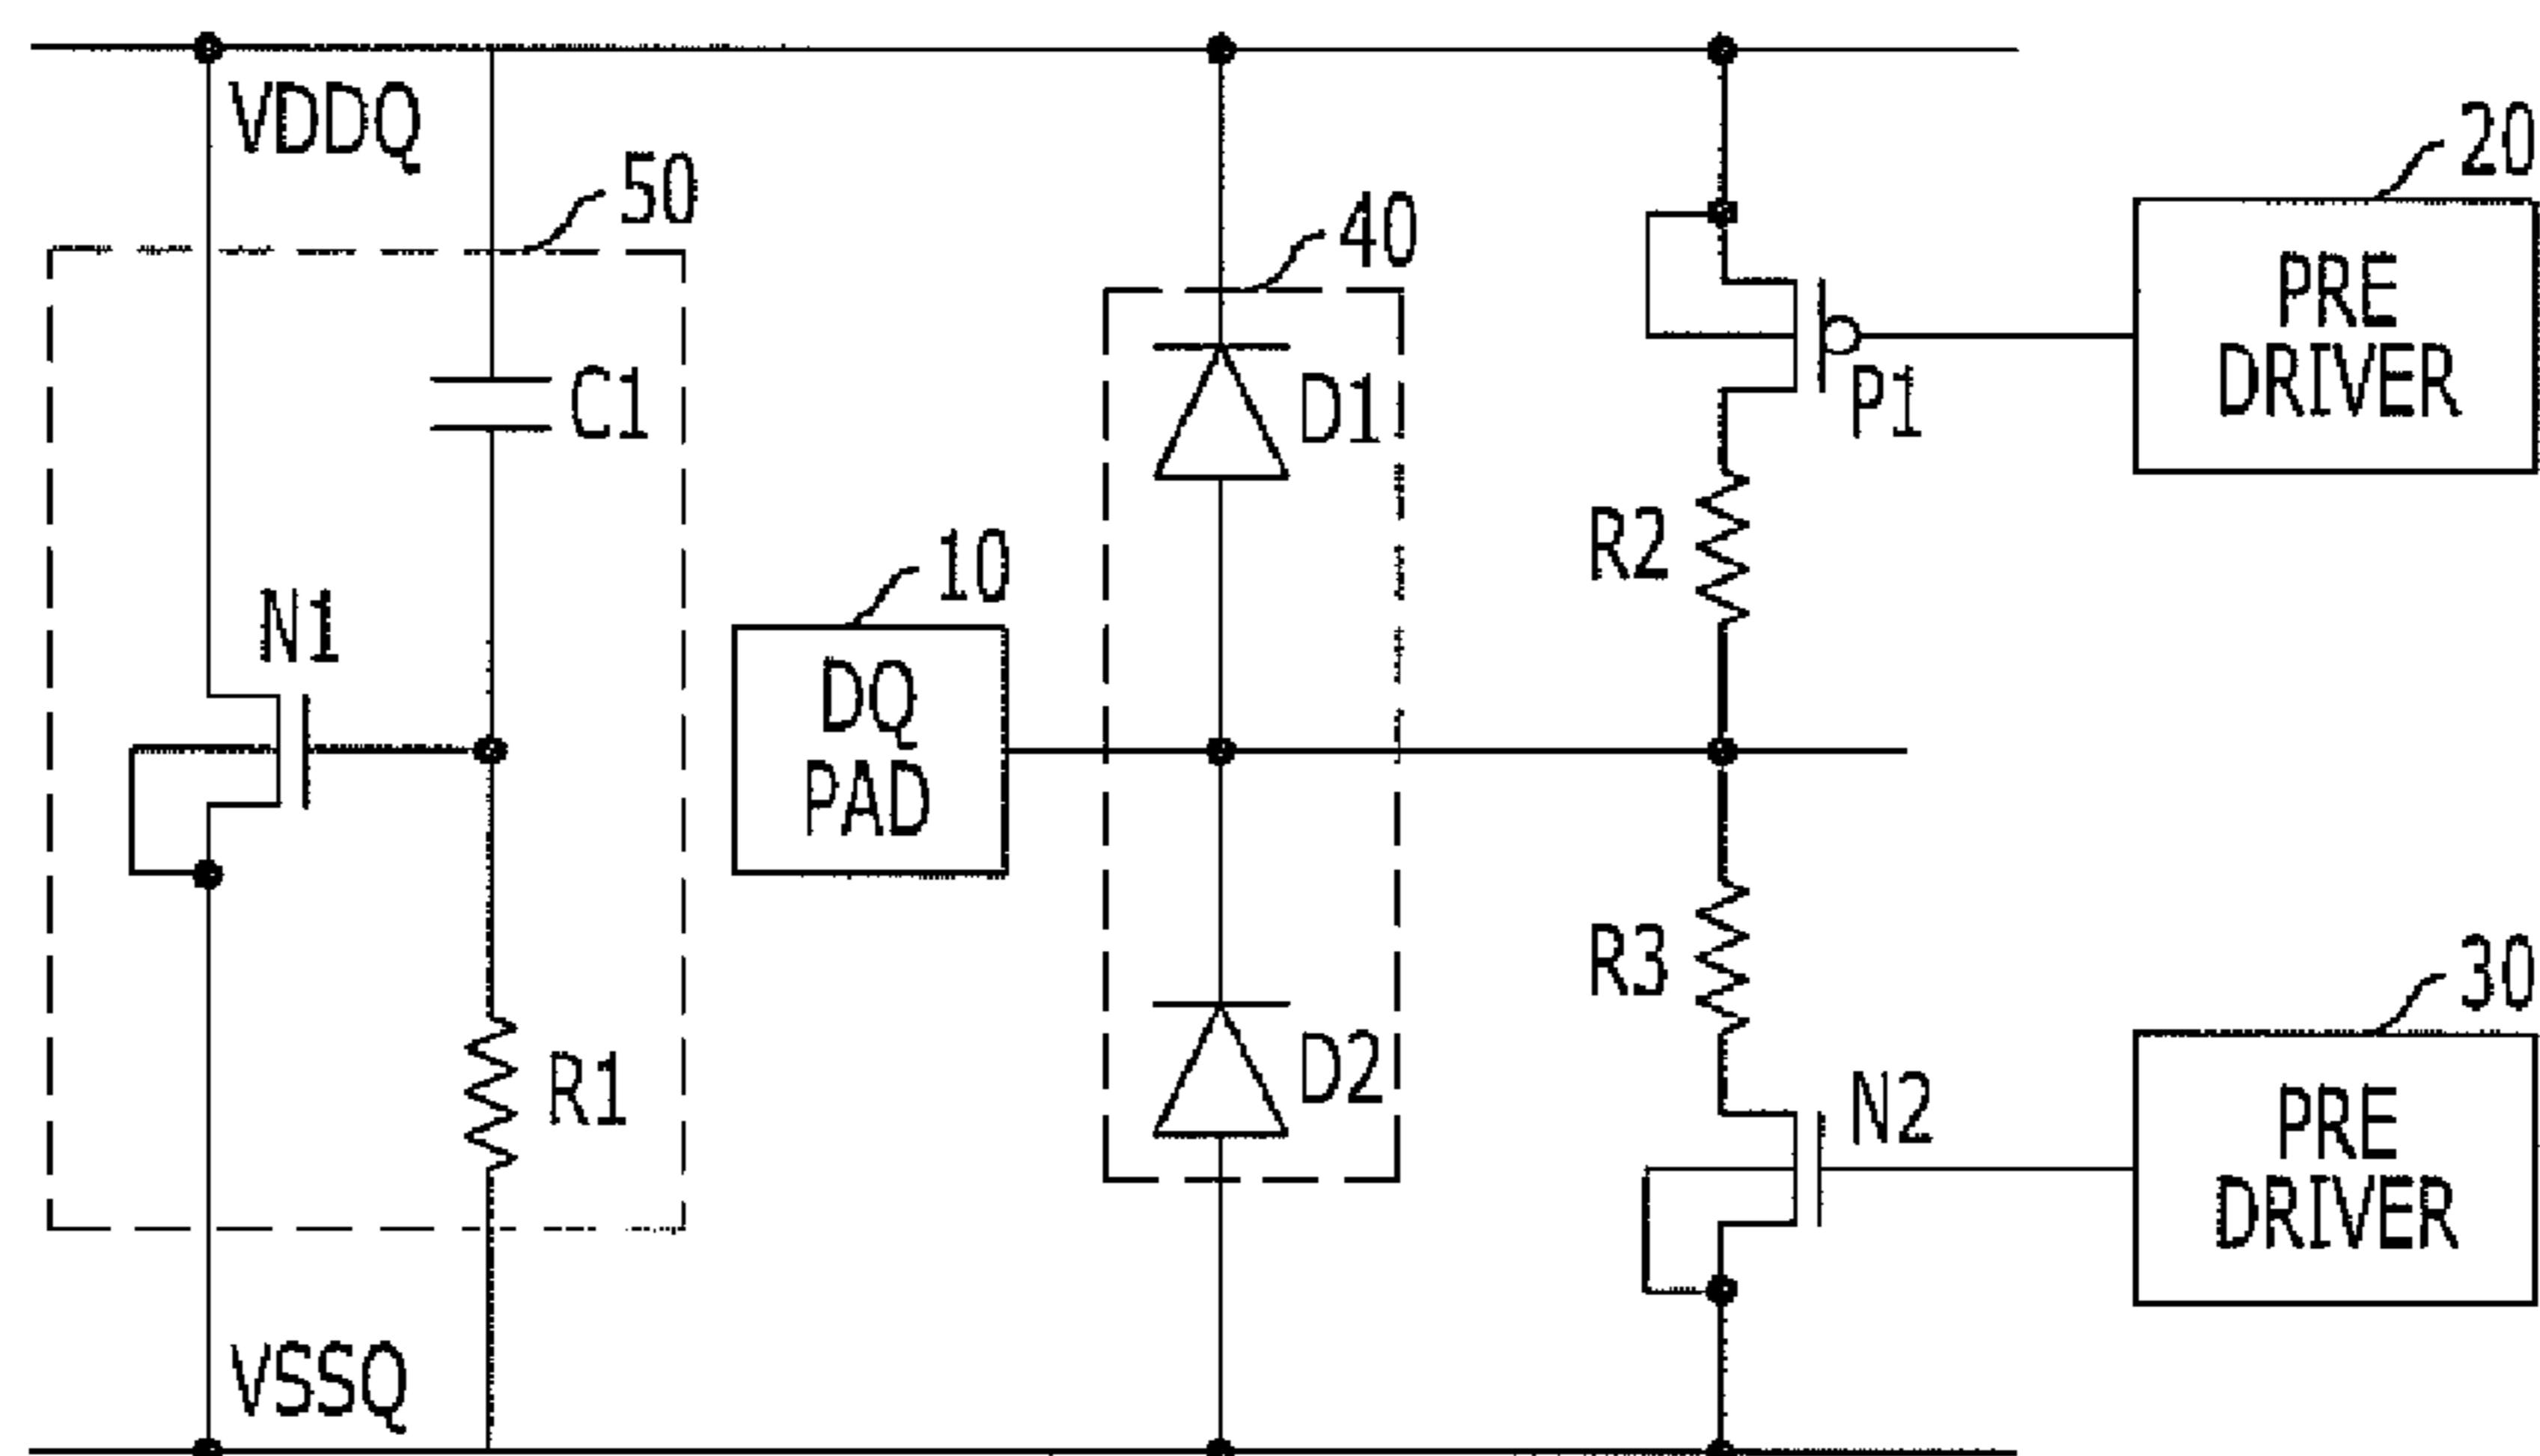 VDDQ
50
40
20
PRE
DRIVER
C1
D1
P1
R2
10
N1
DQ
PAD
R3
30
R1
D2
N2
PRE
DRIVER
VSSQ